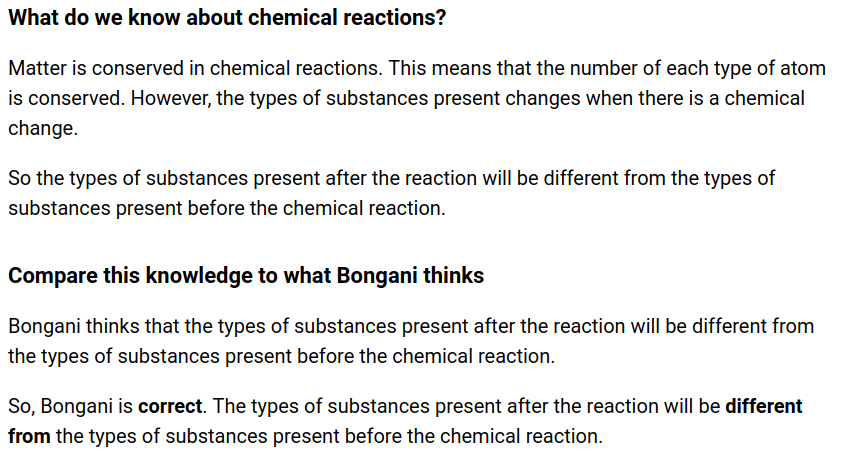 What do we know about chemical reactions?
Matter is conserved in chemical reactions. This means that the number of each type of atom
is conserved. However, the types of substances present changes when there is a chemical
change.
So the types of substances present after the reaction will be different from the types of
substances present before the chemical reaction.
Compare this knowledge to what Bongani thinks
Bongani thinks that the types of substances present after the reaction will be different from
the types of substances present before the chemical reaction.
So, Bongani is correct. The types of substances present after the reaction will be different
from the types of substances present before the chemical reaction.